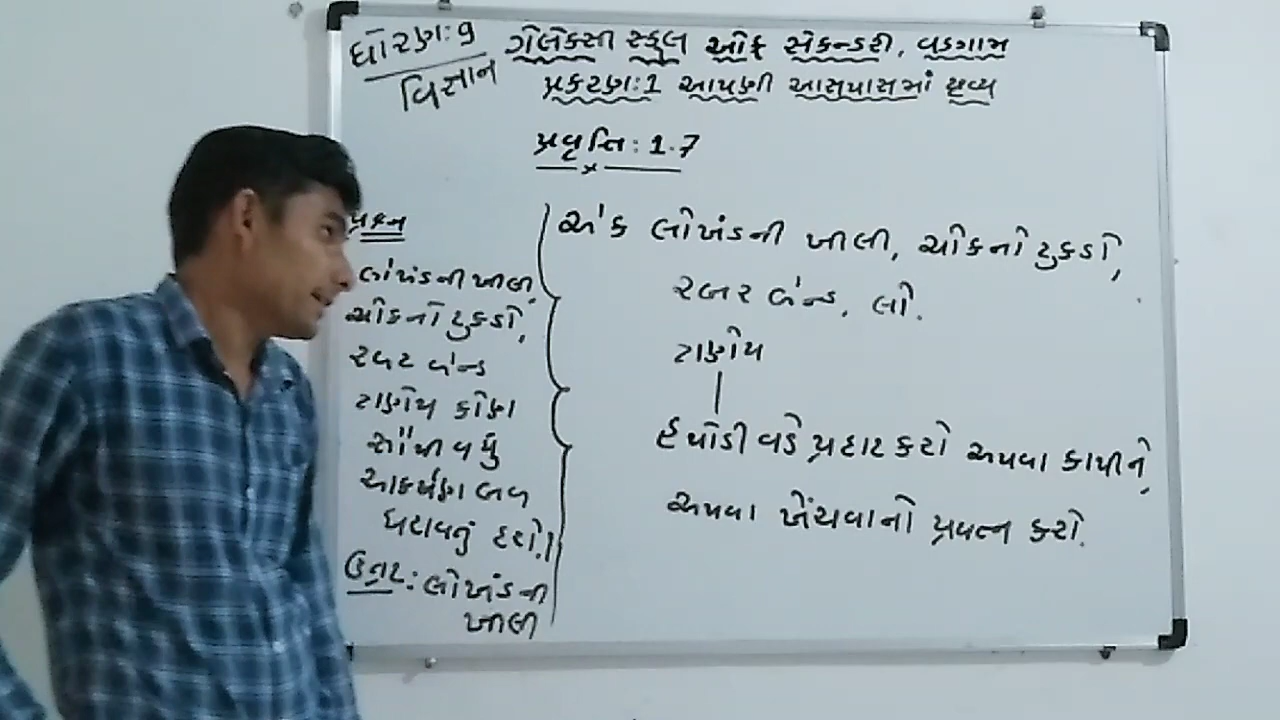 ધોરણ: 9
વિજ્ઞાન
ગેલેક્સી સ્કુલ ઓફ સેકન્ડરી, વડગામ
પ્રકરણ: 1 આપણી આસપાસમાં દ્રવ્ય
પ્રવૃત્તિ: 1.7
પ્રશ્ન
લોખંડની ખીલી,
ચોકનો ટુકડો,
રબર બેન્ડ
ટાણેય કોણ
સૌથી વધુ
આકર્ષણ બળ
ધરાવતું હશે.?
ઉત્તર: લોખંડની
ખીલી
એક લોખંડની ખીલી, ચોકનો ટુકડો,
રબર બેન્ડ, લો.
ત્રણેય
હથોડી વડે પ્રહાર કરો અથવા કાપીને,
અથવા ખેંચવાનો પ્રયત્ન કરો.